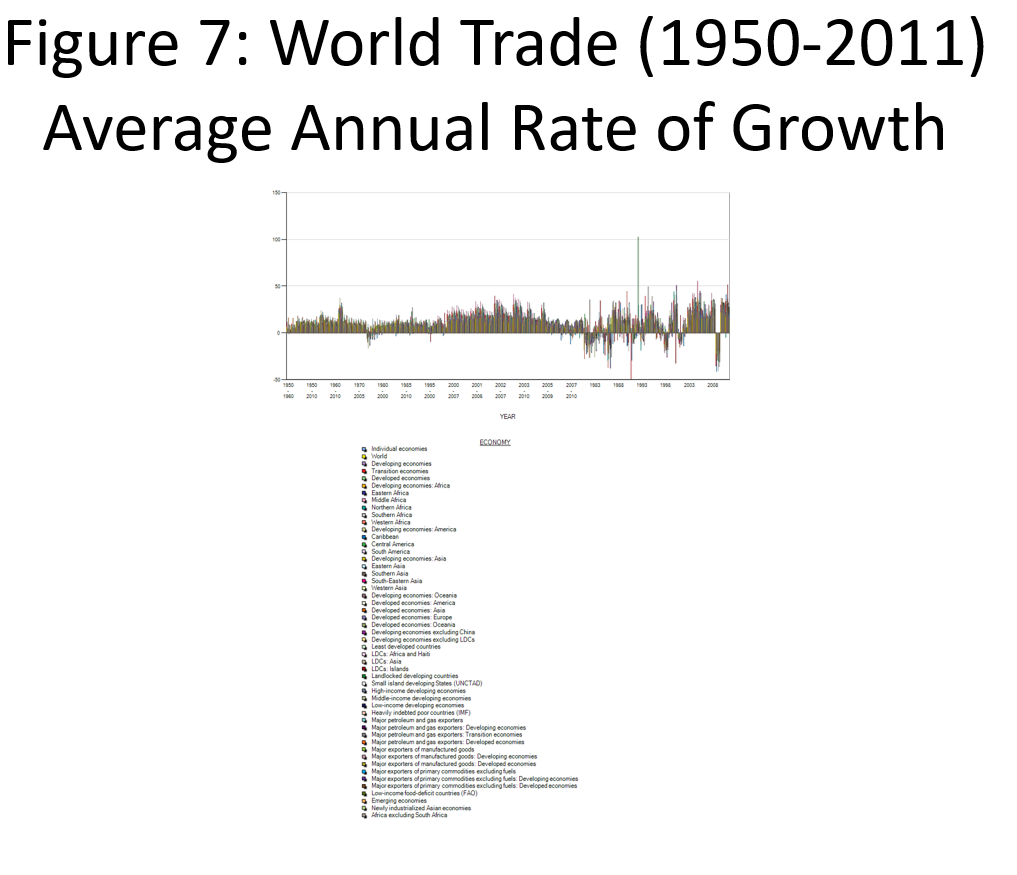 Figure 7: World Trade (1950-2011)
Average Annual Rate of Growth
150
100
50
0
-50
1950 1950 1960 1970 1980 1985 1995 2000 2001 2002 2003 2005 2007 1983 1988 1993 1998 2003 2008
- - - - - - - - - - - - -
1960 2010 2010 2005 2000 2010 2000 2007 2008 2007 2010 2009 2010
YEAR
ECONOMY
Individual economies
World
Developing economies
Transition economies
Developed economies
Developing economies: Africa
Eastern Africa
Middle Africa
Northern Africa
Southern Africa
Western Africa
Developing economies: America
Caribbean
Central America
South America
Developing economies: Asia
Eastern Asia
Southern Asia
South-Eastern Asia
Western Asia
Developing economies: Oceania
Developed economies: America
Developed economies: Asia
Developed economies: Europe
Developed economies: Oceania
Developing economies excluding China
Developing economies excluding LDCs
Least developed countries
LDCs: Africa and Haiti
LDCs: Asia
LDCs: Islands
Landlocked developing countries
Small island developing States (UNCTAD)
High-income developing economies
Middle-income developing economies
Low-income developing economies
Heavily indebted poor countries (IMF)
Major petroleum and gas exporters
Major petroleum and gas exporters: Developing economies
Major petroleum and gas exporters: Transition economies
Major petroleum and gas exporters: Developed economies
Major exporters of manufactured goods
Major exporters of manufactured goods: Developing economies
Major exporters of manufactured goods: Developed economies
Major exporters of primary commodities excluding fuels
Major exporters of primary commodities excluding fuels: Developing economies
Major exporters of primary commodities excluding fuels: Developed economies
Low-income food-deficit countries (FAO)
Emerging economies
Newly industrialized Asian economies
Africa excluding South Africa